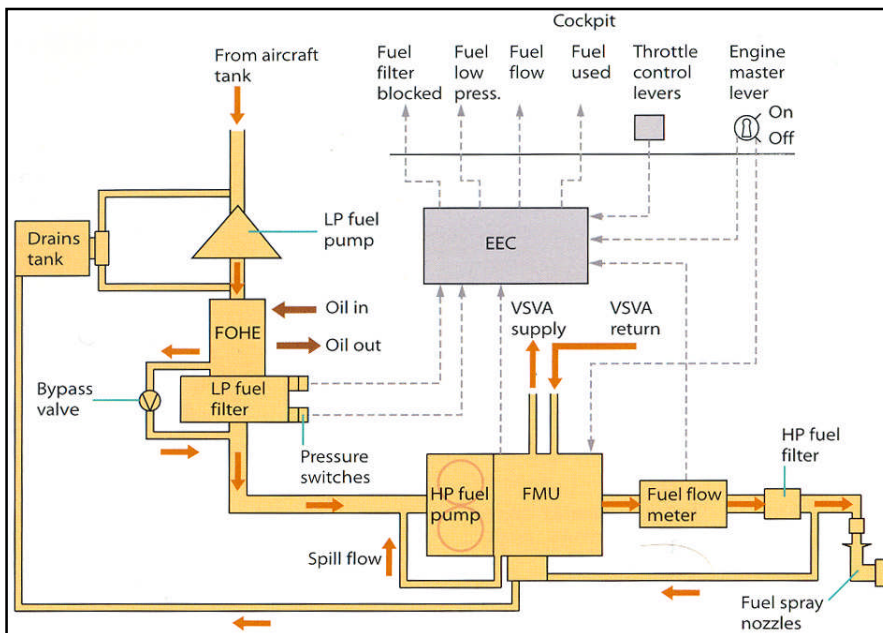 Cockpit
From aircraft
tank
Fuel
filter
blocked
Fuel
low
press.
Fuel
flow
Fuel
used
Throttle
control
levers
Engine
master
lever
On
Off
Drains
tank
LP fuel
pump
EEC
FOHE
Oil in
Oil out
VSVA
supply
VSVA
return
Bypass
valve
LP fuel
filter
Pressure
switches
HP fuel
pump
FMU
Fuel flow
meter
HP fuel
filter
Spill flow
Fuel spray
nozzles